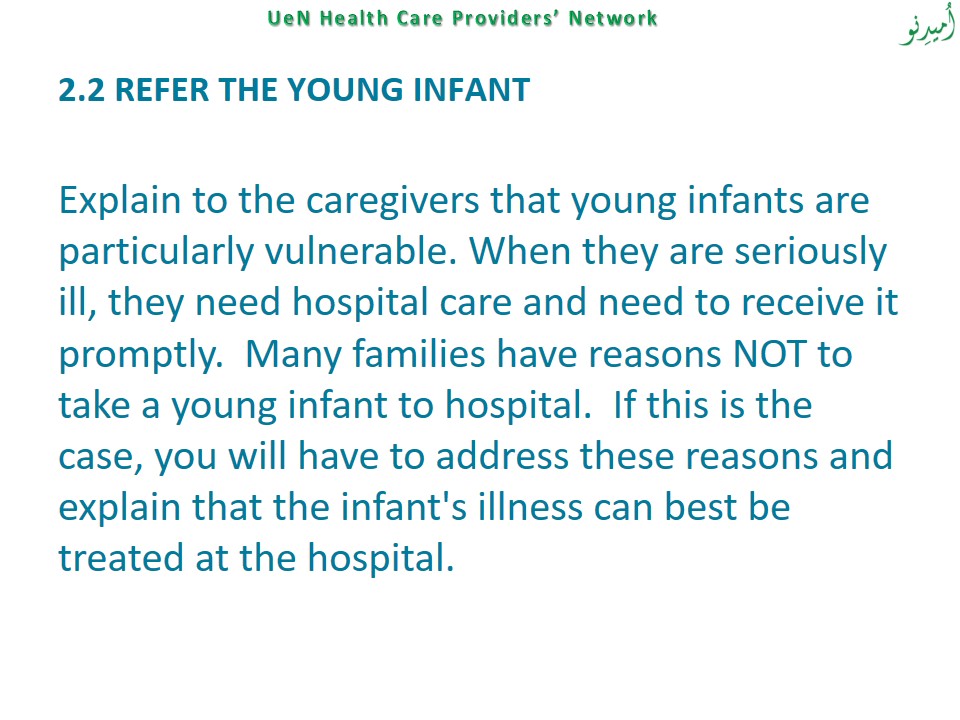 UeN Health Care Providers’ Network
اُمیدِنو
2.2 REFER THE YOUNG INFANT
Explain to the caregivers that young infants are
particularly vulnerable. When they are seriously
ill, they need hospital care and need to receive it
promptly.  Many families have reasons NOT to
take a young infant to hospital.  If this is the
case, you will have to address these reasons and
explain that the infant's illness can best be
treated at the hospital.